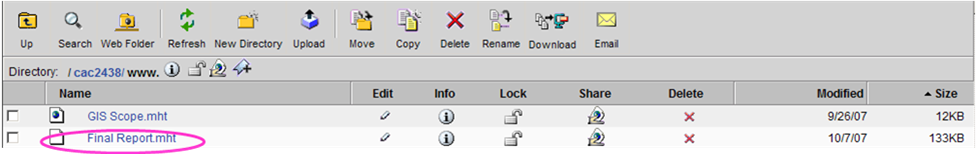 Up Search Web Folder Refresh New Directory Upload Move Copy Delete Rename Download Email
Directory: / cac2438/ www.
Name Edit Info Lock Share Delete Modified Size
GIS Scope.mht 9/26/07 12KB
Final Report.mht 10/7/07 133KB